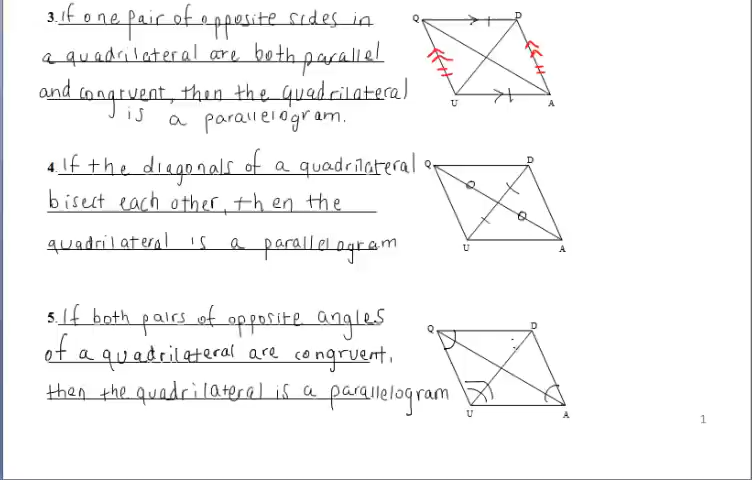 3. If one pair of opposite sides in
a quadrilateral are both parallel
and congruent, then the quadrilateral
is a parallelogram.
Q D
U A
4. If the diagonals of a quadrilateral
bisect each other, then the
quadrilateral is a parallelogram
Q D
U A
5. If both pairs of opposite angles
of a quadrilateral are congruent,
then the quadrilateral is a parallelogram
Q D
U A
1